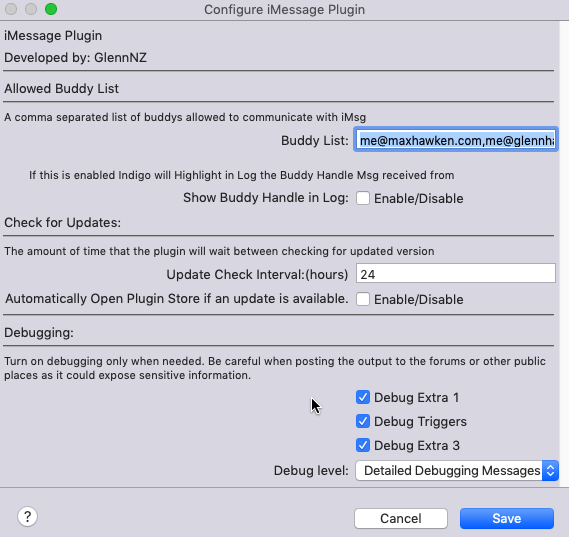 Configure iMessage Plugin
iMessage Plugin
Developed by: GlennNZ
Allowed Buddy List
A comma separated list of buddys allowed to communicate with iMsg
Buddy List: me@maxhawken.com,me@glennha
If this is enabled Indigo will Highlight in Log the Buddy Handle Msg received from
Show Buddy Handle in Log: Enable/Disable
Check for Updates:
The amount of time that the plugin will wait between checking for updated version
Update Check Interval:(hours) 24
Automatically Open Plugin Store if an update is available. Enable/Disable
Debugging:
Turn on debugging only when needed. Be careful when posting the output to the forums or other public
places as it could expose sensitive information.
Debug Extra 1
Debug Triggers
Debug Extra 3
Debug level: Detailed Debugging Messages
? Cancel Save